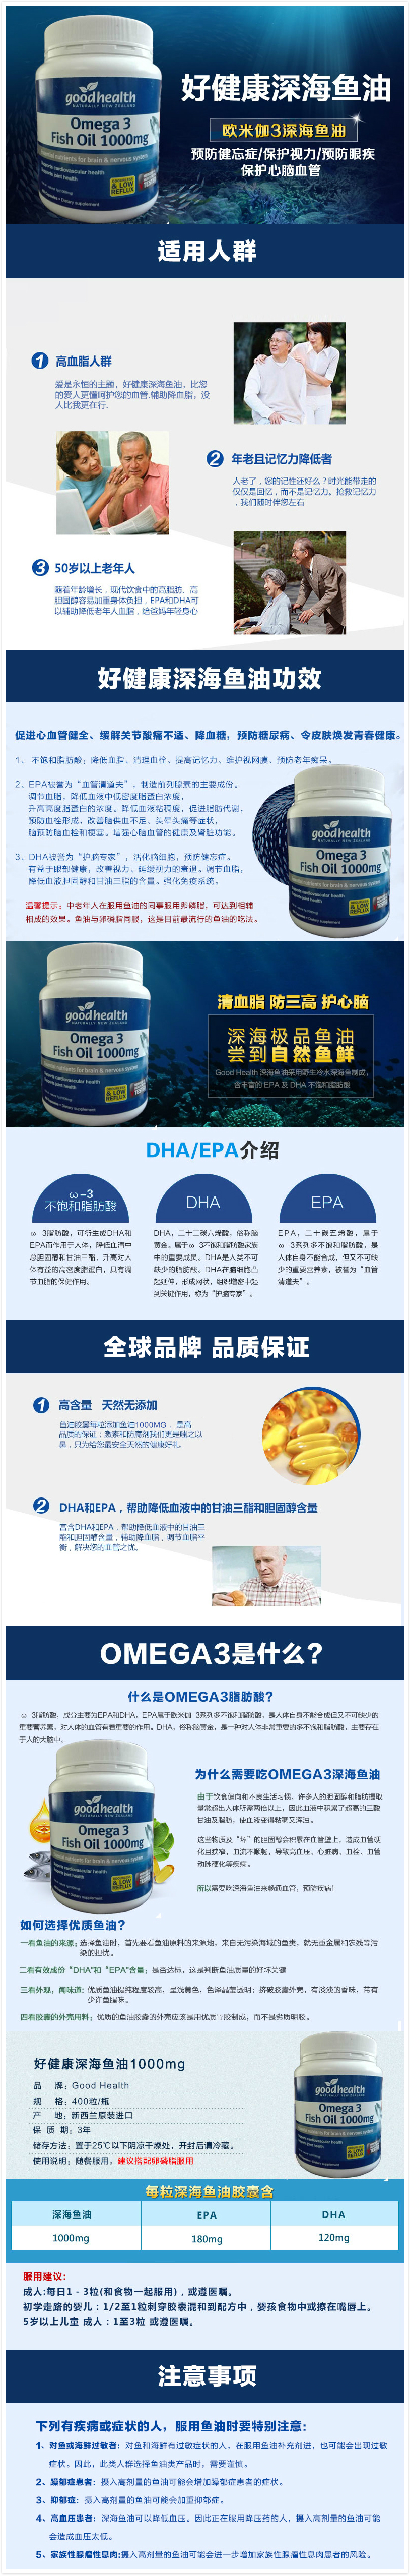 goodhealth
NATURALLY NEW ZEALAND
Omega 3
Fish Oil 1000mg
Supports cardiovascular health
Supports joint health
& LOW
REFLUX
好健康深海鱼油
欧米伽3深海鱼油
预防健忘症/保护视力/预防眼疾
保护心脑血管
适用人群
1 高血脂人群
爱是永恒的主题，好健康深海鱼油，比您
的爱人更懂呵护您的血管.辅助降血脂，没
人比我更在行.
2 年老且记忆力降低者
人老了，您的记性还好么？时光能带走的
仅仅是回忆，而不是记忆力。抢救记忆力
，我们随时伴您左右
3 50岁以上老年人
随着年龄增长，现代饮食中的高脂肪、高
胆固醇容易加重身体负担，EPA和DHA可
以辅助降低老年人血脂，给爸妈年轻身心
好健康深海鱼油功效
促进心血管健全、缓解关节酸痛不适、降血糖，预防糖尿病、令皮肤焕发青春健康。
1、 不饱和脂肪酸；降低血脂、清理血栓、提高记忆力、维护视网膜、预防老年痴呆。
2、EPA被誉为“血管清道夫”，制造前列腺素的主要成份。
调节血脂，降低血液中低密度脂蛋白浓度，
升高高度脂蛋白的浓度。降低血液粘稠度，促进脂肪代谢，
预防血栓形成，改善脑供血不足、头晕头痛等症状，
脑预防脑血栓和梗塞。增强心脑血管的健康及肾脏功能。
3、DHA被誉为“护脑专家”，活化脑细胞，预防健忘症。
有益于眼部健康，改善视力、延缓视力的衰退。调节血脂，
降低血液胆固醇和甘油三脂的含量。强化免疫系统。
温馨提示：中老年人在服用鱼油的同事服用卵磷脂，可达到相辅
相成的效果。鱼油与卵磷脂同服，这是目前最流行的鱼油的吃法。
goodhealth
NATURALLY NEW ZEALAND
Omega 3
Fish Oil 1000mg
goodhealth
NATURALLY NEW ZEALAND
Omega 3
Fish Oil 1000mg
清血脂 防三高 护心脑
深海极品鱼油
尝到自然鱼鲜
Good Health 深海鱼油采用野生冷水深海鱼制成，
含丰富的 EPA 及 DHA 不饱和脂肪酸
DHA/EPA介绍
ω-3
不饱和脂肪酸
DHA
EPA
ω-3脂肪酸，可衍生成DHA和
EPA而作用于人体，降低血清中
总胆固醇和甘油三酯，升高对人
体有益的高密度脂蛋白，具有调
节血脂的保健作用。
DHA，二十二碳六烯酸，俗称脑
黄金。属于ω-3不饱和脂肪酸家族
中的重要成员。DHA是人类不可
缺少的脂肪酸。DHA在脑细胞凸
起延伸，形成网状，组织增密中起
到关键作用，称为“护脑专家”。
EPA，二十碳五烯酸，属于
ω-3系列多不饱和脂肪酸，是
人体自身不能合成，但又不可缺
少的重要营养素，被誉为“血管
清道夫”。
全球品牌 品质保证
1 高含量 天然无添加
鱼油胶囊每粒添加鱼油1000MG，是高
品质的保证；激素和防腐剂我们更是嗤之以
鼻，只为给您最安全天然的健康好礼.
2 DHA和EPA，帮助降低血液中的甘油三酯和胆固醇含量
富含DHA和EPA，帮助降低血液中的甘油三
酯和胆固醇含量，辅助降血脂，调节血脂平
衡，解决您的血管之忧。
OMEGA3是什么?
什么是OMEGA3脂肪酸?
ω-3脂肪酸，成分主要为EPA和DHA。EPA属于欧米伽-3系列多不饱和脂肪酸，是人体自身不能合成但又不可缺少的
重要营养素，对人体的血管有着重要的作用。DHA，俗称脑黄金，是一种对人体非常重要的多不饱和脂肪酸，主要存在
于人的大脑中。
goodhealth
NATURALLY NEW ZEALAND
Omega 3
Fish Oil 1000mg
为什么需要吃OMEGA3深海鱼油
由于饮食偏向和不良生活习惯，许多人的胆固醇和脂肪摄取
量常超出人体所需两倍以上，因此血液中积累了超高的三酸
甘油及脂肪，使血液变得粘稠又浑浊。
这些物质及“坏”的胆固醇会积累在血管壁上，造成血管硬
化且狭窄，血流不顺畅，导致高血压、心脏病、血栓、血管
动脉硬化等疾病。
所以需要吃深海鱼油来畅通血管，预防疾病！
如何选择优质鱼油?
一看鱼油的来源：选择鱼油时，首先要看鱼油原料的来源地，来自无污染海域的鱼类，就无重金属和农残等污
染的担忧。
二看有效成份“DHA”和“EPA”含量；是否达标，这是判断鱼油质量的好坏关键
三看外观，闻味道：优质鱼油提纯程度较高，呈浅黄色，色泽晶莹透明；挤破胶囊外壳，有淡淡的香味，带有
少许鱼腥味。
四看胶囊的外壳用料；优质的鱼油胶囊的外壳应该是用优质骨胶制成，而不是劣质明胶。
好健康深海鱼油1000mg
品 牌；Good Health
规 格；400粒/瓶
产 地；新西兰原装进口
保 质 期；3年
储存方法；置于25℃以下阴凉干燥处，开封后请冷藏。
使用说明；随餐服用，建议搭配卵磷脂服用
goodhealth
NATURALLY NEW ZEALAND
Omega 3
Fish Oil 1000mg
每粒深海鱼油胶囊含
深海鱼油 EPA DHA
1000mg 180mg 120mg
服用建议:
成人:每日1 - 3粒(和食物一起服用)，或遵医嘱。
初学走路的婴儿：1/2至1粒刺穿胶囊混和到配方中，婴孩食物中或擦在嘴唇上。
5岁以上儿童 成人：1至3粒 或遵医嘱。
注意事项
下列有疾病或症状的人，服用鱼油时要特别注意：
1、对鱼或海鲜过敏者：对鱼和海鲜有过敏症状的人，在服用鱼油补充剂进，也可能会出现过敏
症状。因此，此类人群选择鱼油类产品时，需要谨慎。
2、躁郁症患者：摄入高剂量的鱼油可能会增加躁郁症患者的症状。
3、抑郁症：摄入高剂量的鱼油可能会加重抑郁症。
4、高血压患者：深海鱼油可以降低血压。因此正在服用降压药的人，摄入高剂量的鱼油可能
会造成血压太低。
5、家族性腺瘤性息肉:摄入高剂量的鱼油可能会进一步增加家族性腺瘤性息肉患者的风险。